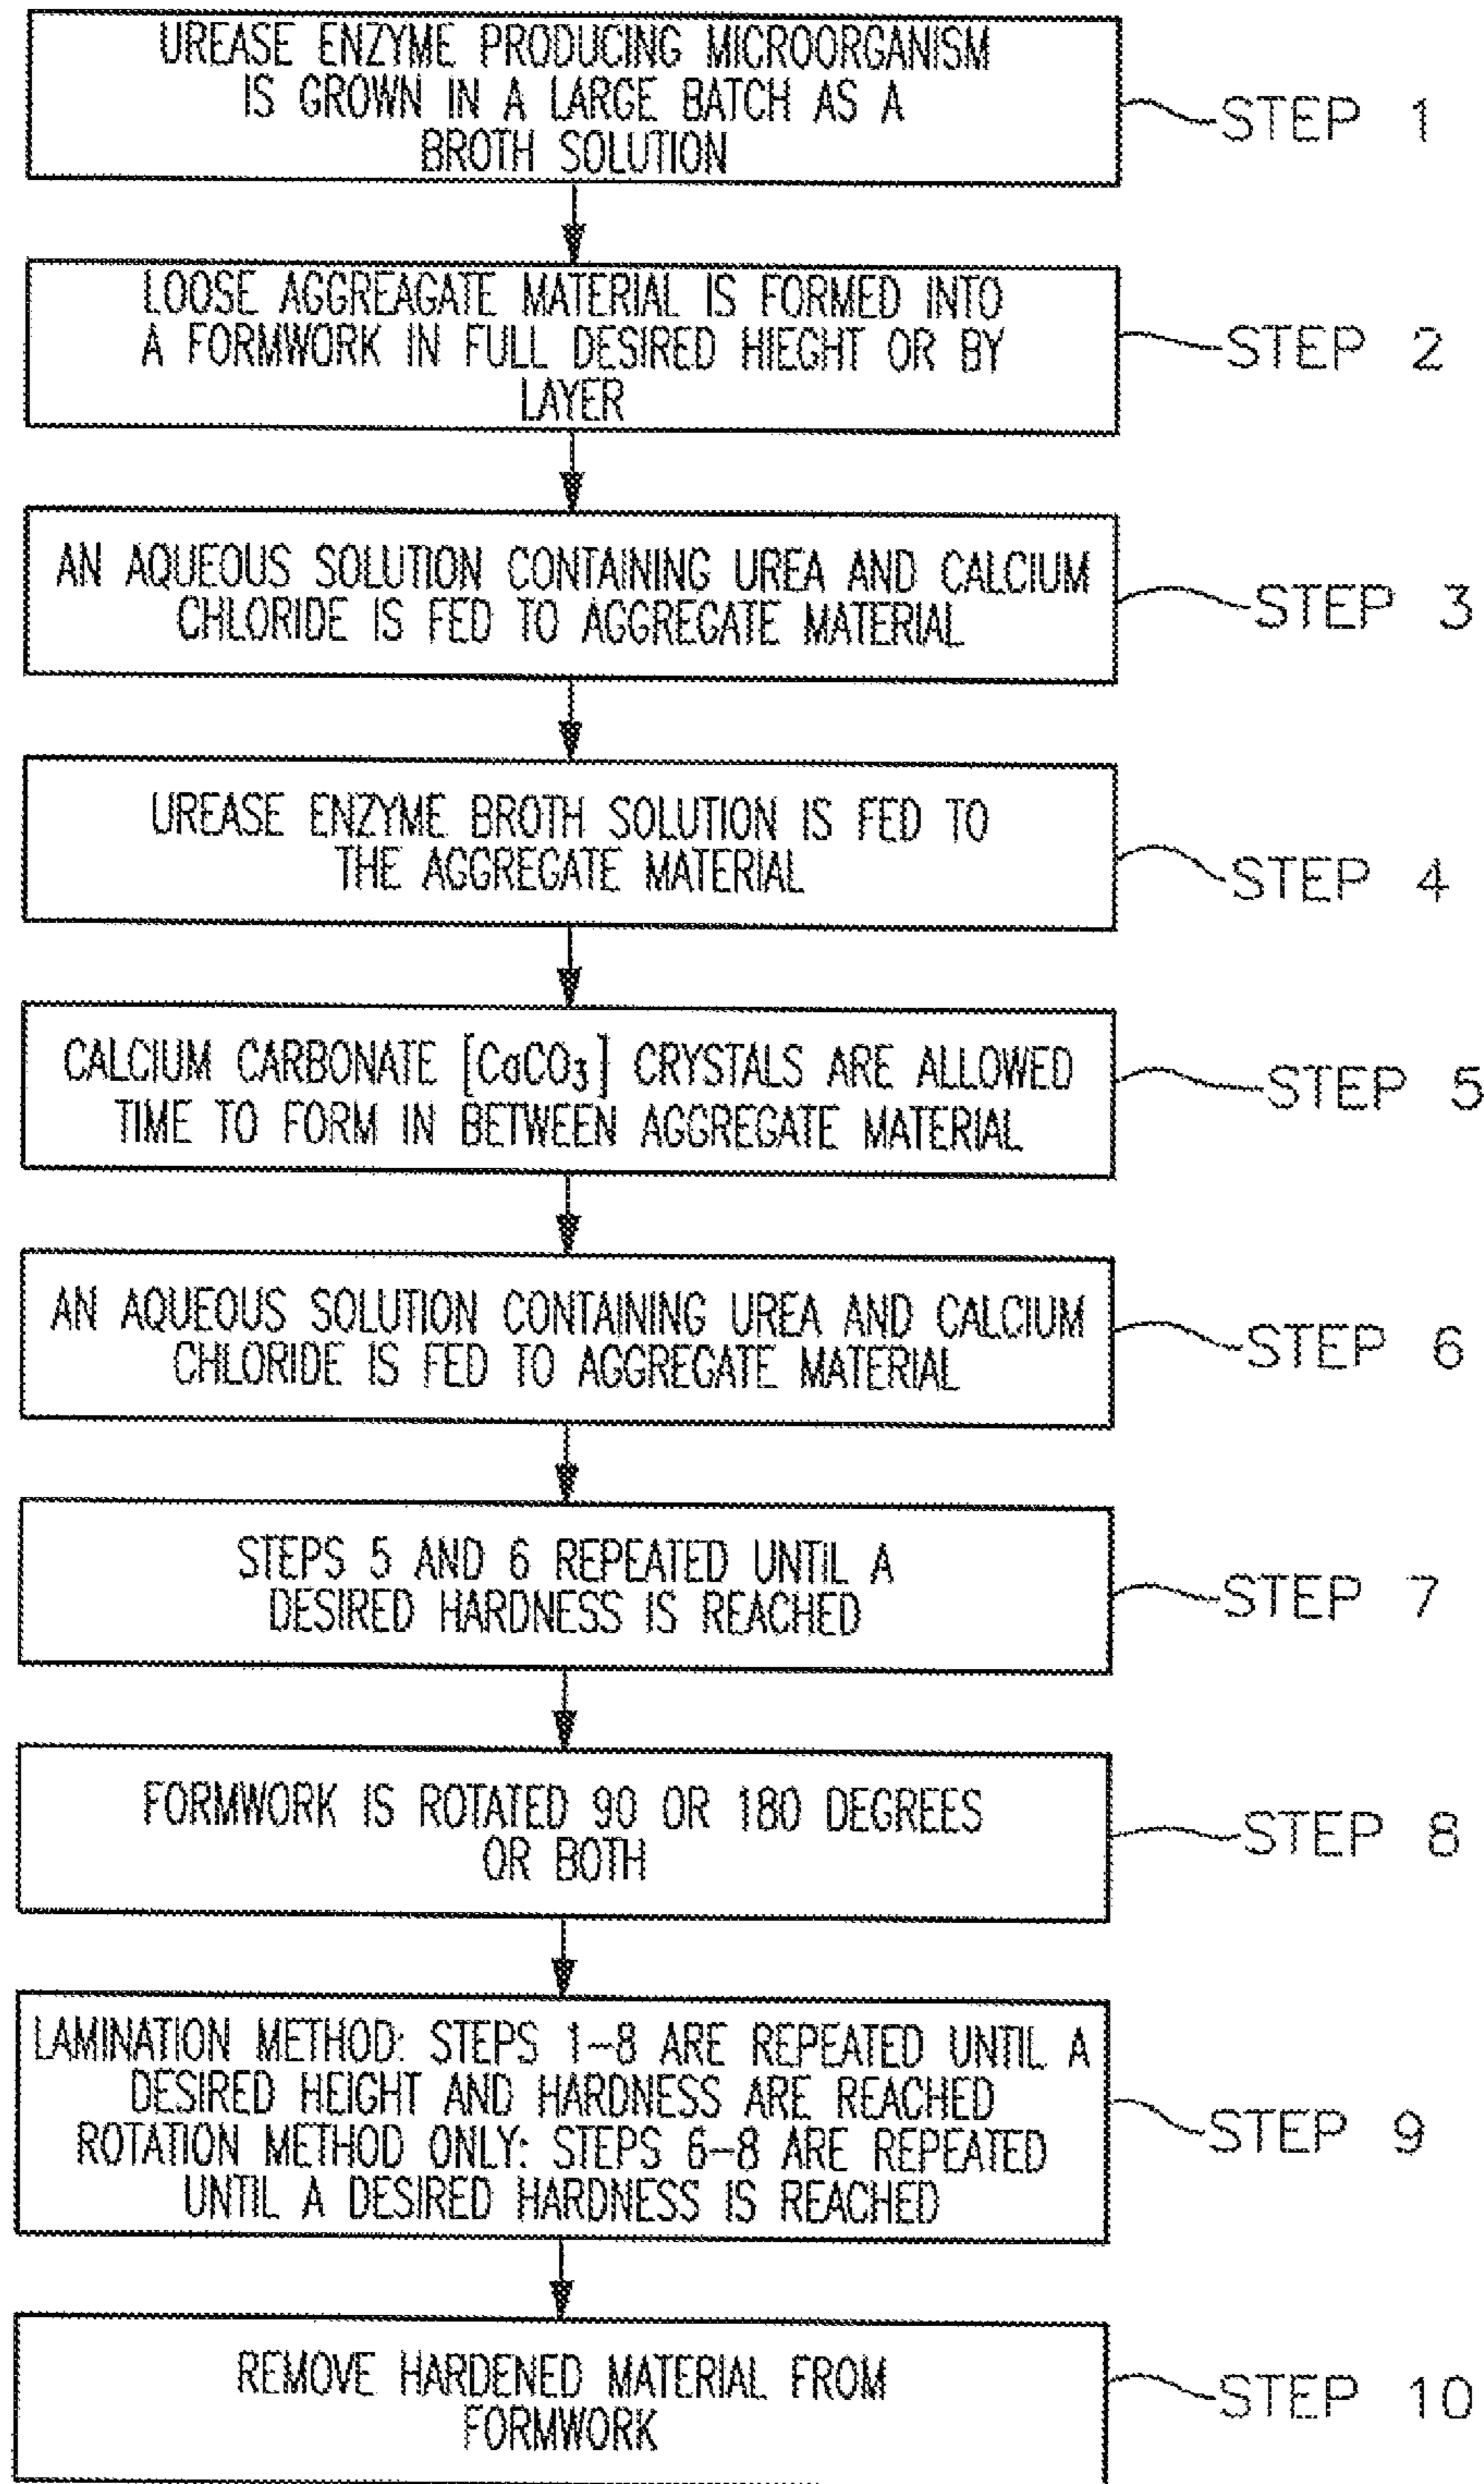 UREASE ENZYME PRODUCING MICROORGANISM
IS GROWN IN A LARGE BATCH AS A
BROTH SOLUTION
STEP 1
LOOSE AGGREAGATE MATERIAL IS FORMED INTO
A FORMWORK IN FULL DESIRED HIEGHT OR BY
LAYER
STEP 2
AN AQUEOUS SOLUTION CONTAINING UREA AND CALCIUM
CHLORIDE IS FED TO AGGREGATE MATERIAL
STEP 3
UREASE ENZYME BROTH SOLUTION IS FED TO
THE AGGREGATE MATERIAL
STEP 4
CALCIUM CARBONATE [CaCO₃] CRYSTALS ARE ALLOWED
TIME TO FORM IN BETWEEN AGGREGATE MATERIAL
STEP 5
AN AQUEOUS SOLUTION CONTAINING UREA AND CALCIUM
CHLORIDE IS FED TO AGGREGATE MATERIAL
STEP 6
STEPS 5 AND 6 REPEATED UNTIL A
DESIRED HARDNESS IS REACHED
STEP 7
FORMWORK IS ROTATED 90 OR 180 DEGREES
OR BOTH
STEP 8
LAMINATION METHOD: STEPS 1-8 ARE REPEATED UNTIL A
DESIRED HEIGHT AND HARDNESS ARE REACHED
ROTATION METHOD ONLY: STEPS 6-8 ARE REPEATED
UNTIL A DESIRED HARDNESS IS REACHED
STEP 9
REMOVE HARDENED MATERIAL FROM
FORMWORK
STEP 10